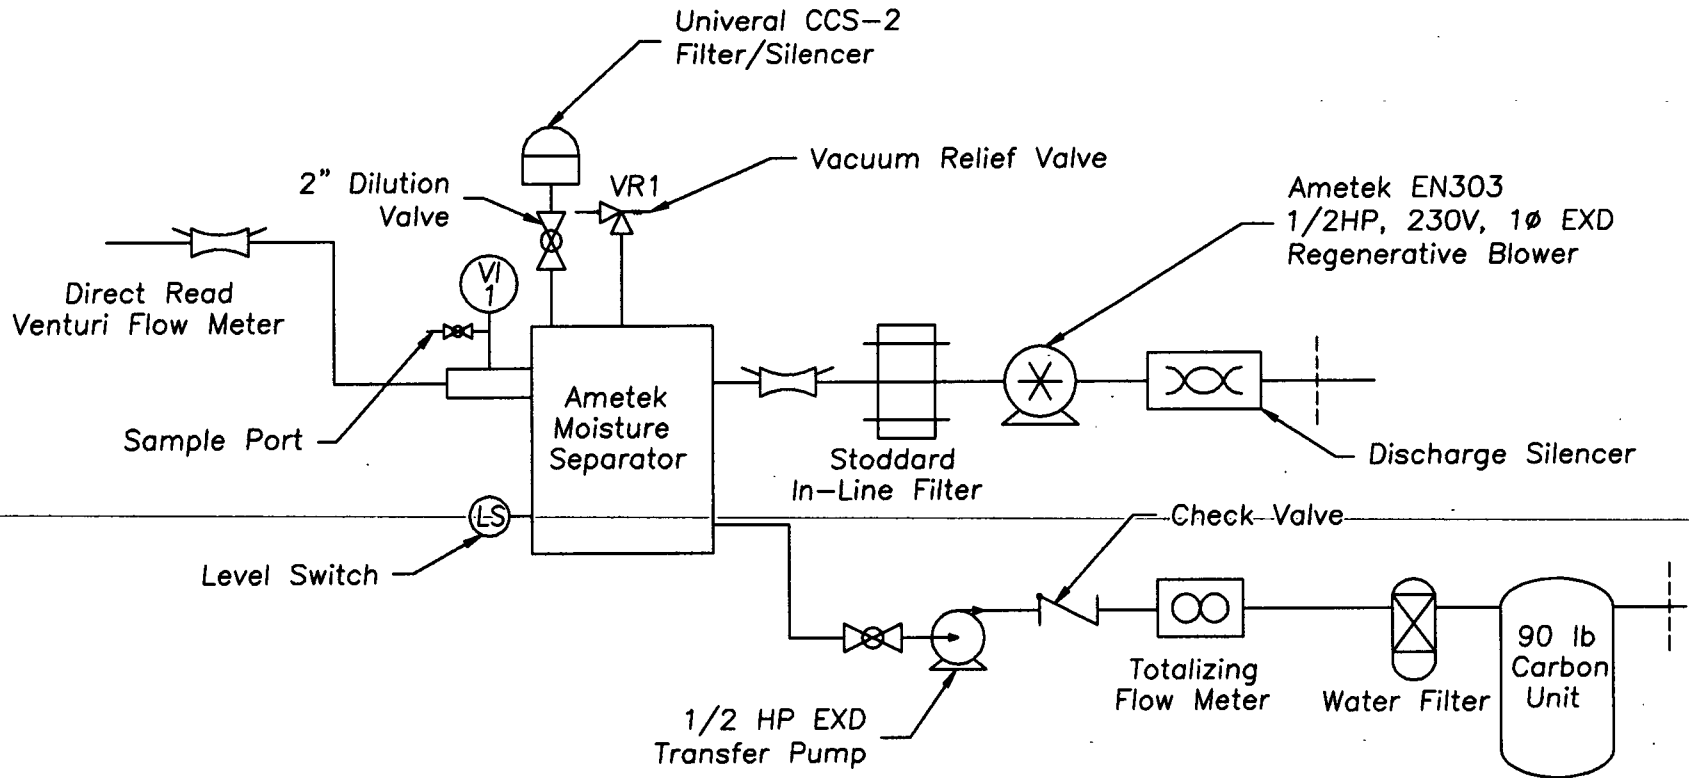 Univeral CCS-2
Filter/Silencer
2" Dilution
Valve
VR1
Vacuum Relief Valve
Ametek EN303
1/2HP, 230V, 1ø EXD
Regenerative Blower
VI
1
Direct Read
Venturi Flow Meter
Sample Port
Ametek
Moisture
Separator
Stoddard
In-Line Filter
Discharge Silencer
LS
Level Switch
Check Valve
1/2 HP EXD
Transfer Pump
Totalizing
Flow Meter
Water Filter
90 lb
Carbon
Unit